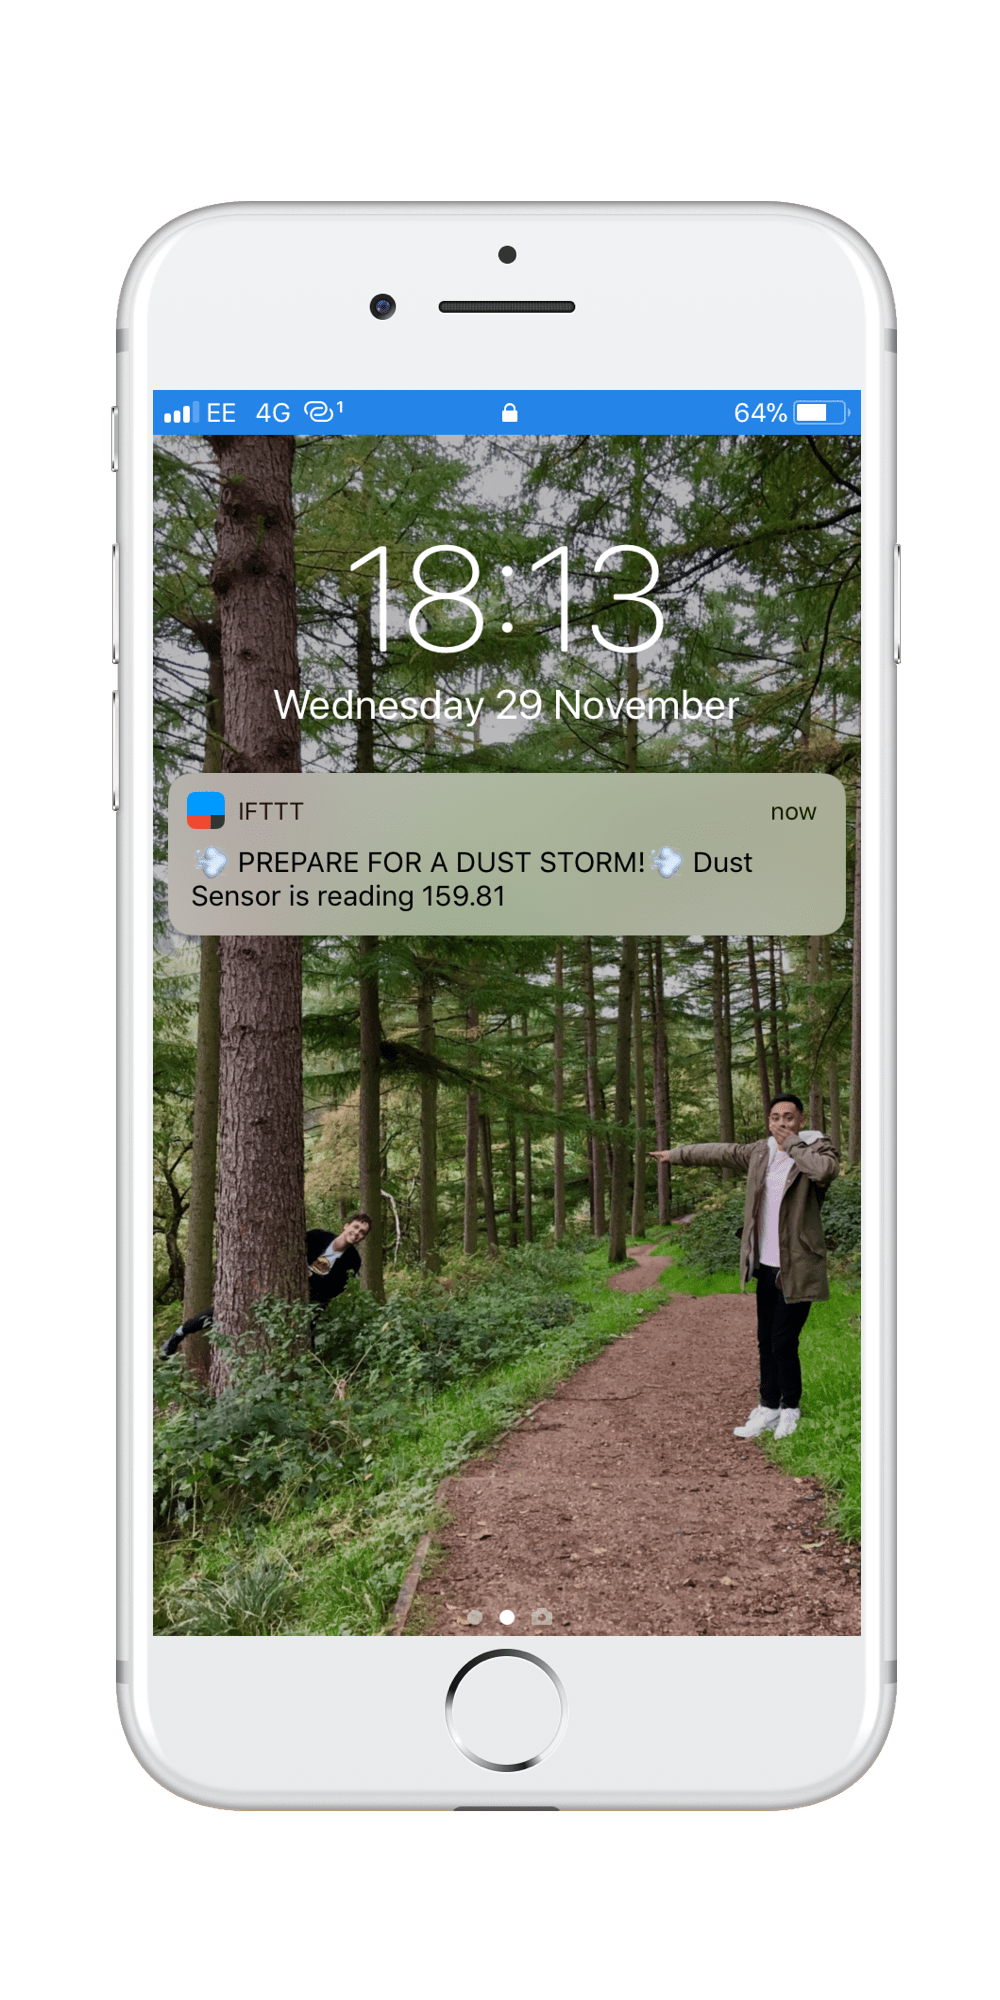 EE 4G 1 64%
18:13
Wednesday 29 November
IFTTT now
💨 PREPARE FOR A DUST STORM!💨 Dust
Sensor is reading 159.81